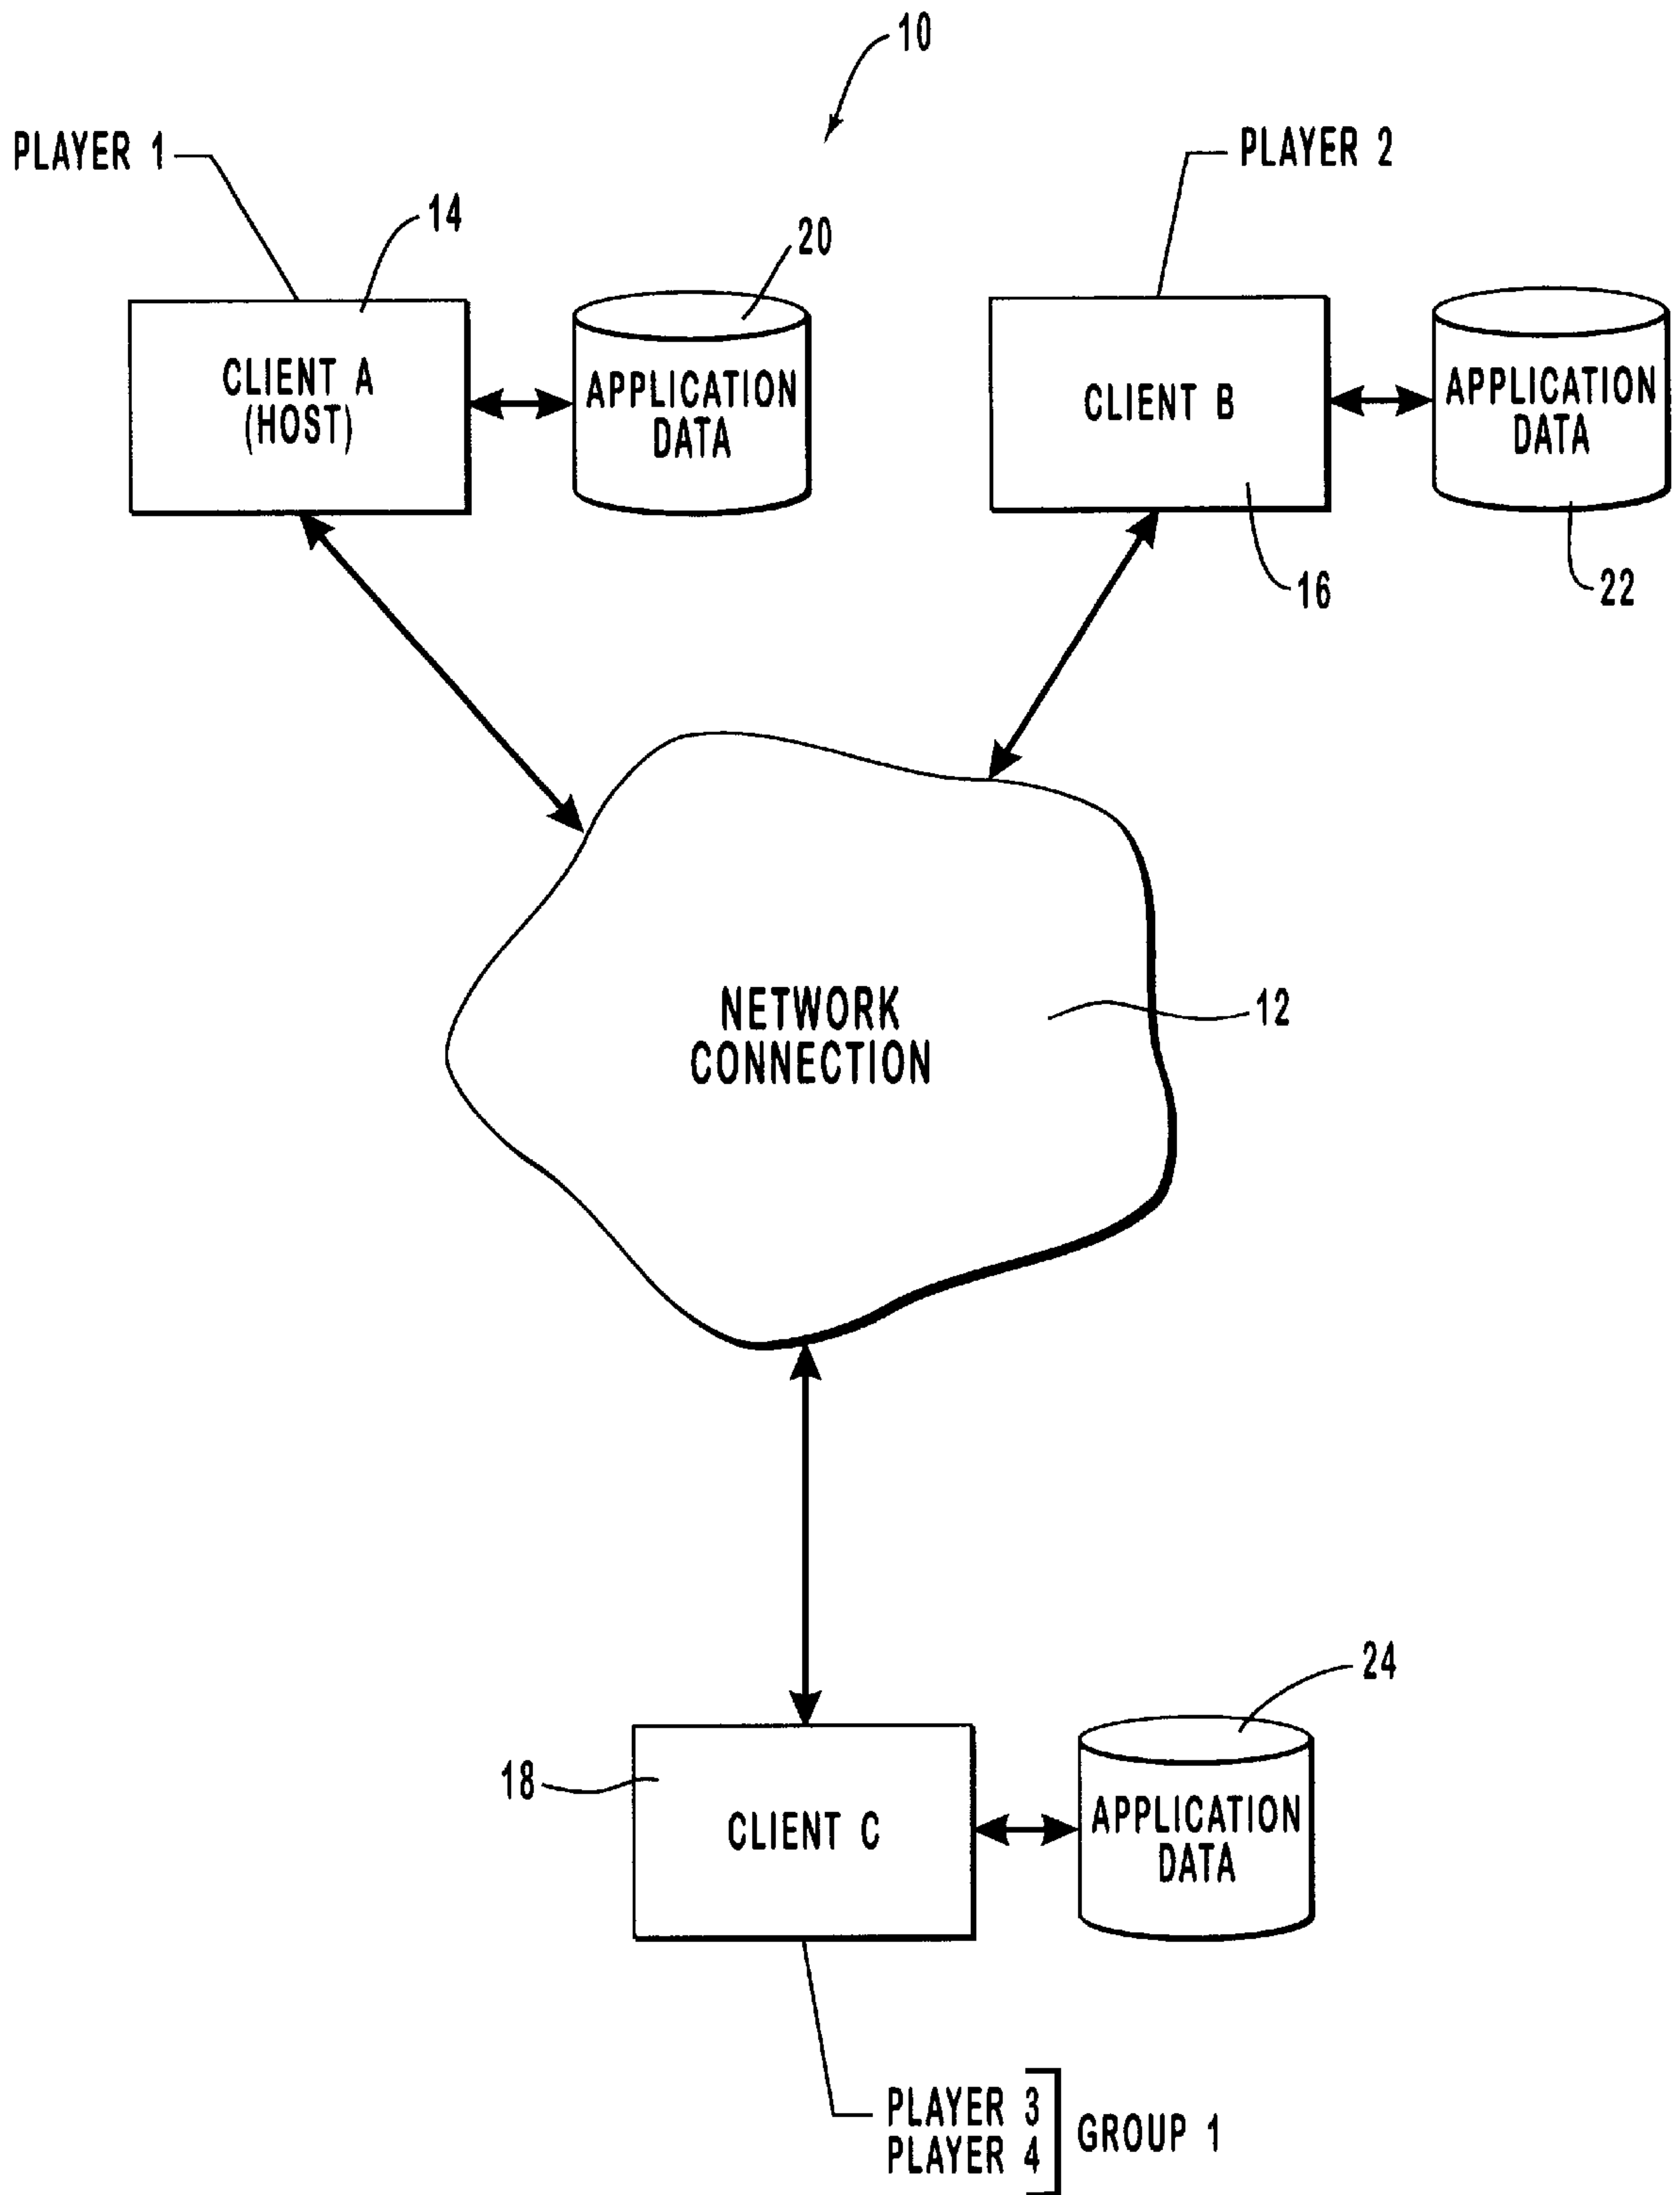 10
PLAYER 1
PLAYER 2
14
20
CLIENT A
(HOST)
APPLICATION
DATA
CLIENT B
APPLICATION
DATA
16
22
NETWORK
CONNECTION
12
24
18
CLIENT C
APPLICATION
DATA
PLAYER 3
PLAYER 4
GROUP 1